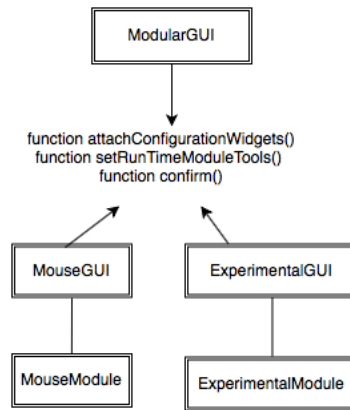 ModularGUI
function attachConfigurationWidgets()
function setRunTimeModuleTools()
function confirm()
MouseGUI
ExperimentalGUI
MouseModule
ExperimentalModule